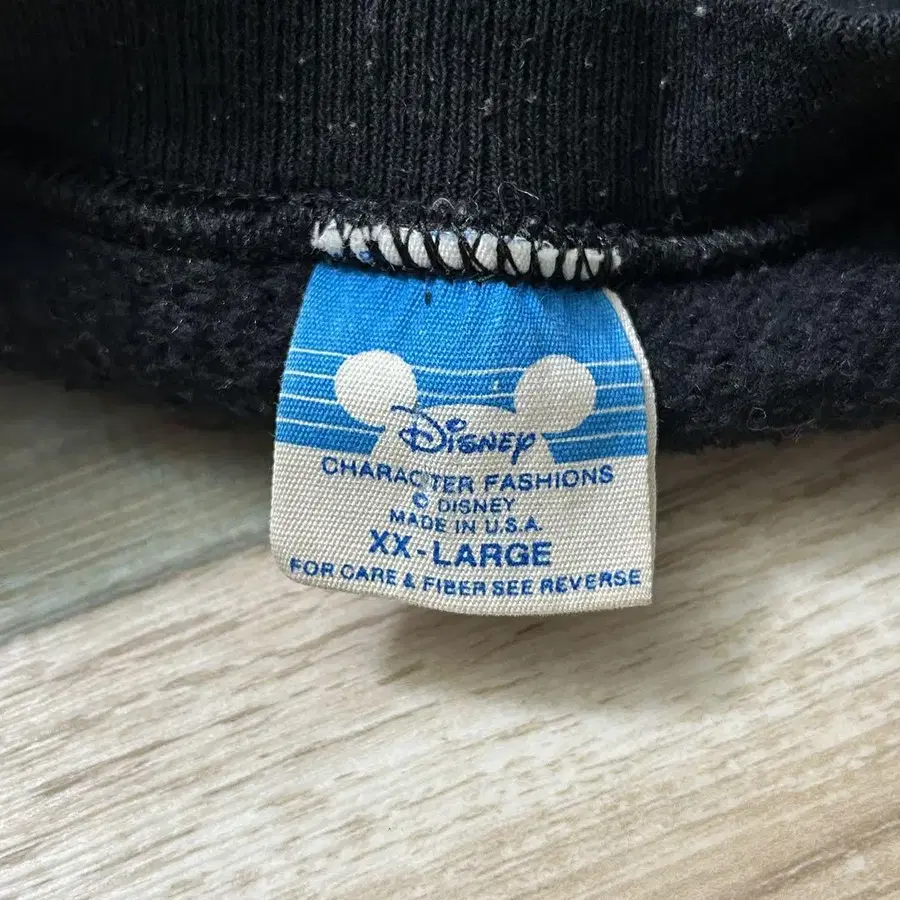 Disney
CHARACTER FASHIONS
© DISNEY
MADE IN U.S.A.
XX-LARGE
FOR CARE & FIBER SEE REVERSE